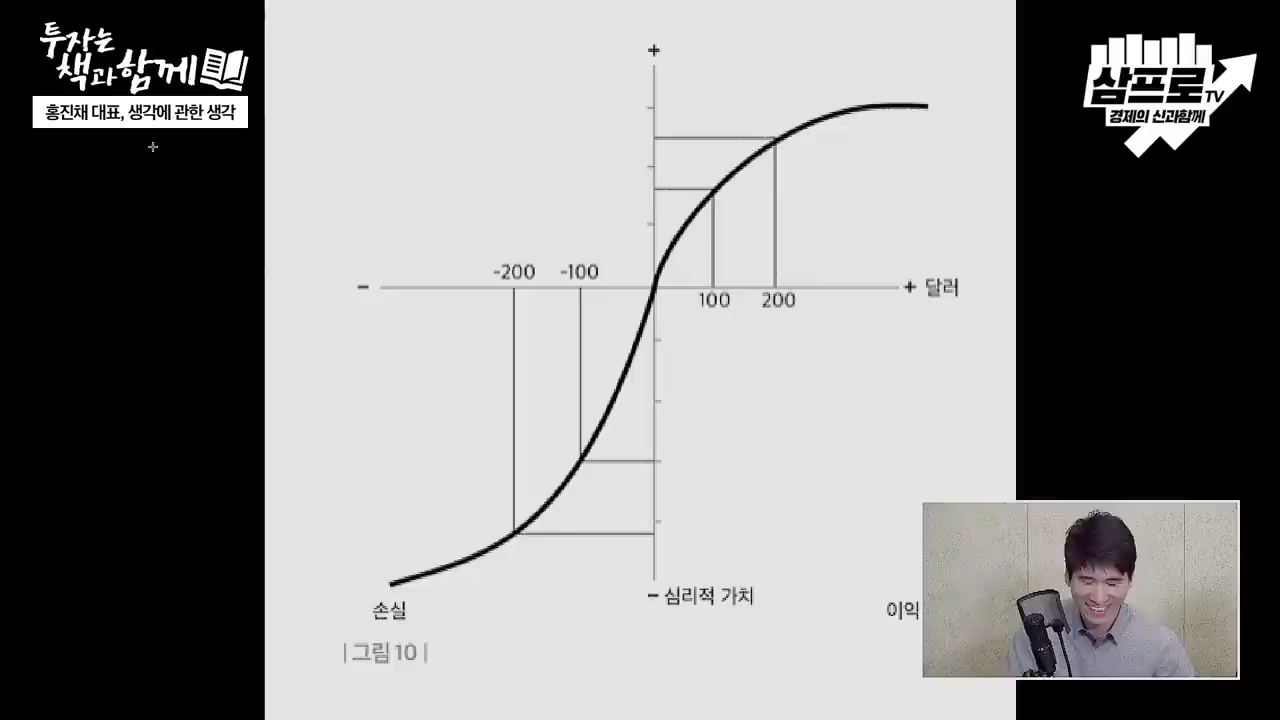 투자는
책과 함께
홍진채 대표, 생각에 관한 생각
삼프로TV
경제의 신과함께
+
-200 -100
- + 달러
100 200
- 심리적 가치
손실 이익
|그림 10|